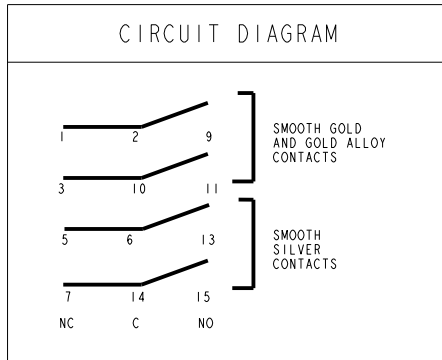 CIRCUIT DIAGRAM
1 2 9
SMOOTH GOLD
AND GOLD ALLOY
CONTACTS
3 10 11
5 6 13
SMOOTH
SILVER
CONTACTS
7 14 15
NC C NO